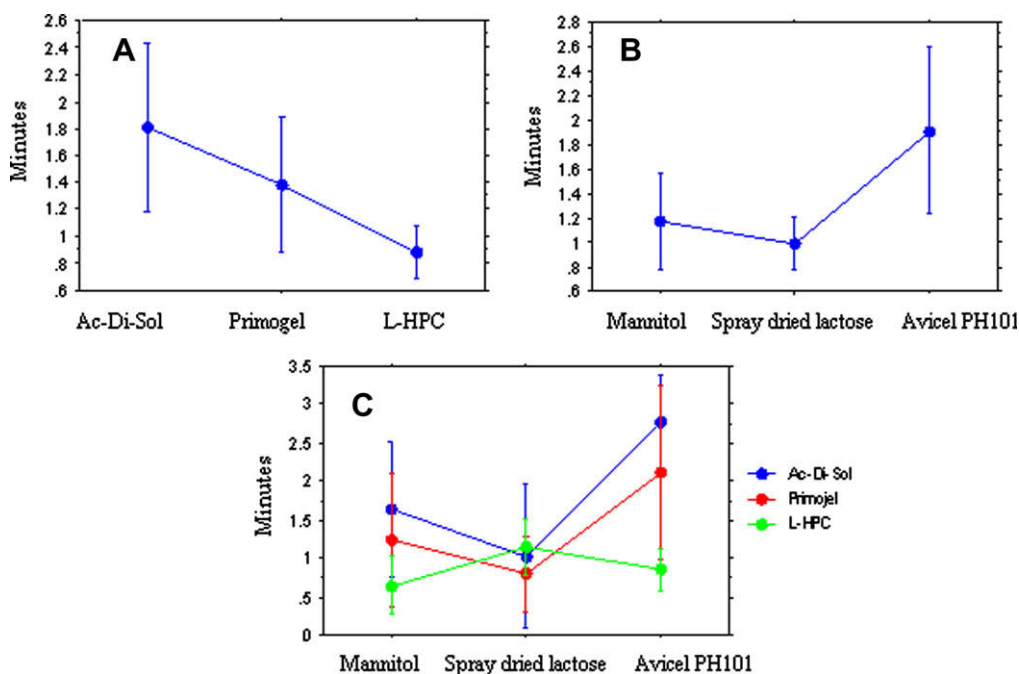 A
Minutes
2.6
2.4
2.2
2
1.8
1.6
1.4
1.2
1
.8
.6
Ac-Di-Sol Primogel L-HPC
B
Minutes
2.8
2.6
2.4
2.2
2
1.8
1.6
1.4
1.2
1
.8
.6
Mannitol Spray dried lactose Avicel PH101
C
Minutes
3.5
3
2.5
2
1.5
1
.5
0
Mannitol Spray dried lactose Avicel PH101
Ac-Di-Sol
Primojel
L-HPC